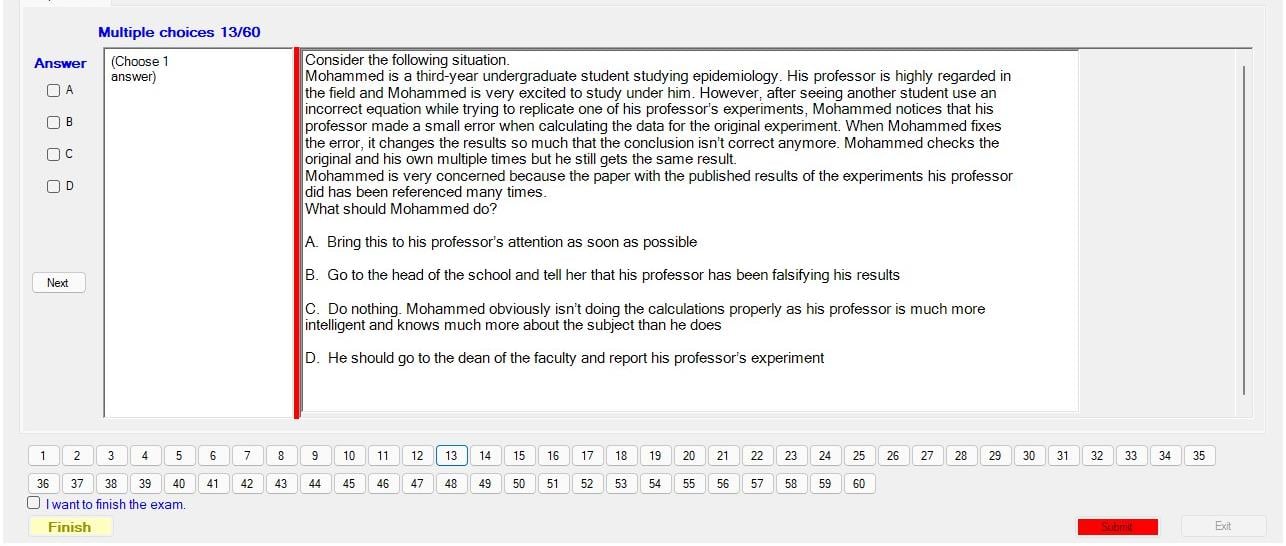 Multiple choices 13/60
Answer
(Choose 1
answer)
A
B
C
D
Next
Consider the following situation.
Mohammed is a third-year undergraduate student studying epidemiology. His professor is highly regarded in
the field and Mohammed is very excited to study under him. However, after seeing another student use an
incorrect equation while trying to replicate one of his professor's experiments, Mohammed notices that his
professor made a small error when calculating the data for the original experiment. When Mohammed fixes
the error, it changes the results so much that the conclusion isn't correct anymore. Mohammed checks the
original and his own multiple times but he still gets the same result.
Mohammed is very concerned because the paper with the published results of the experiments his professor
did has been referenced many times.
What should Mohammed do?
A. Bring this to his professor's attention as soon as possible
B. Go to the head of the school and tell her that his professor has been falsifying his results
C. Do nothing. Mohammed obviously isn't doing the calculations properly as his professor is much more
intelligent and knows much more about the subject than he does
D. He should go to the dean of the faculty and report his professor's experiment
1 2 3 4 5 6 7 8 9 10 11 12 13 14 15 16 17 18 19 20 21 22 23 24 25 26 27 28 29 30 31 32 33 34 35
36 37 38 39 40 41 42 43 44 45 46 47 48 49 50 51 52 53 54 55 56 57 58 59 60
I want to finish the exam.
Finish
Submit
Exit